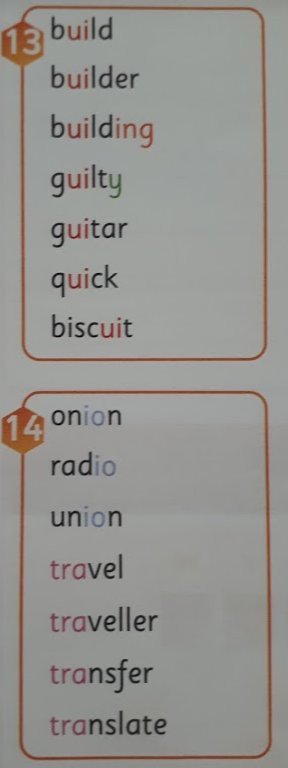 13
build
builder
building
guilty
guitar
quick
biscuit
14
onion
radio
union
travel
traveller
transfer
translate